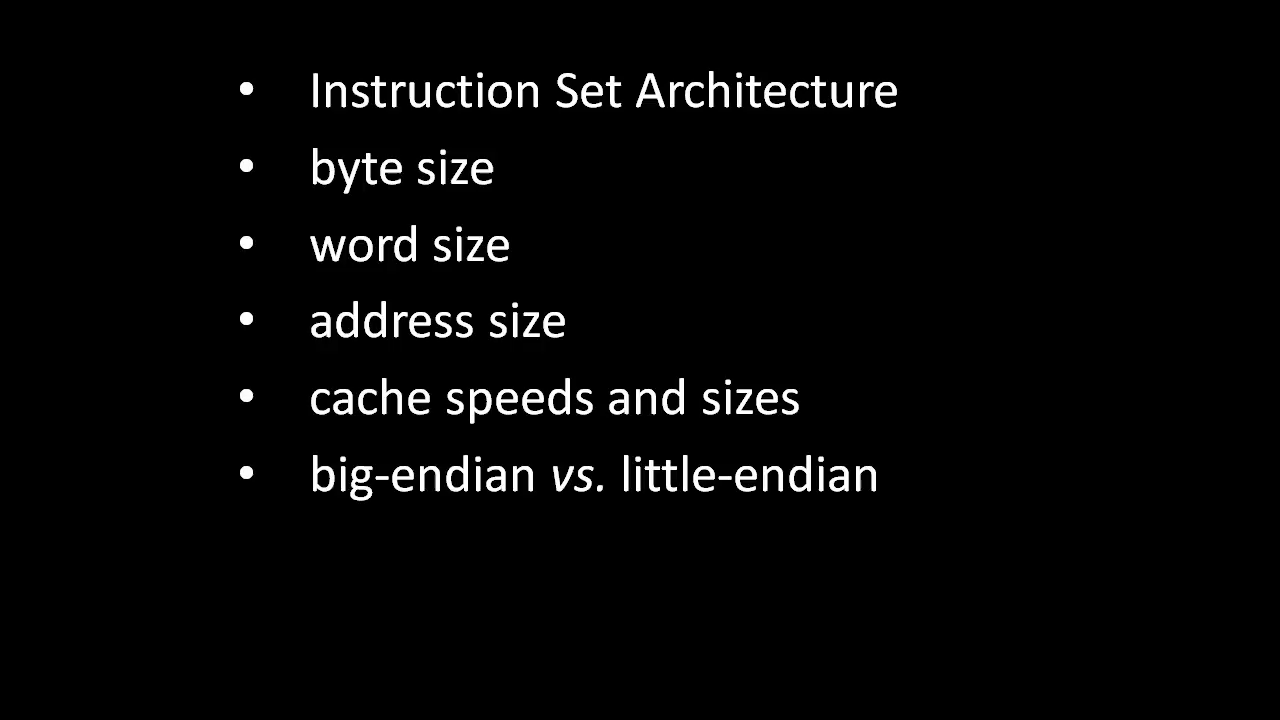 • Instruction Set Architecture
• byte size
• word size
• address size
• cache speeds and sizes
• big-endian vs. little-endian